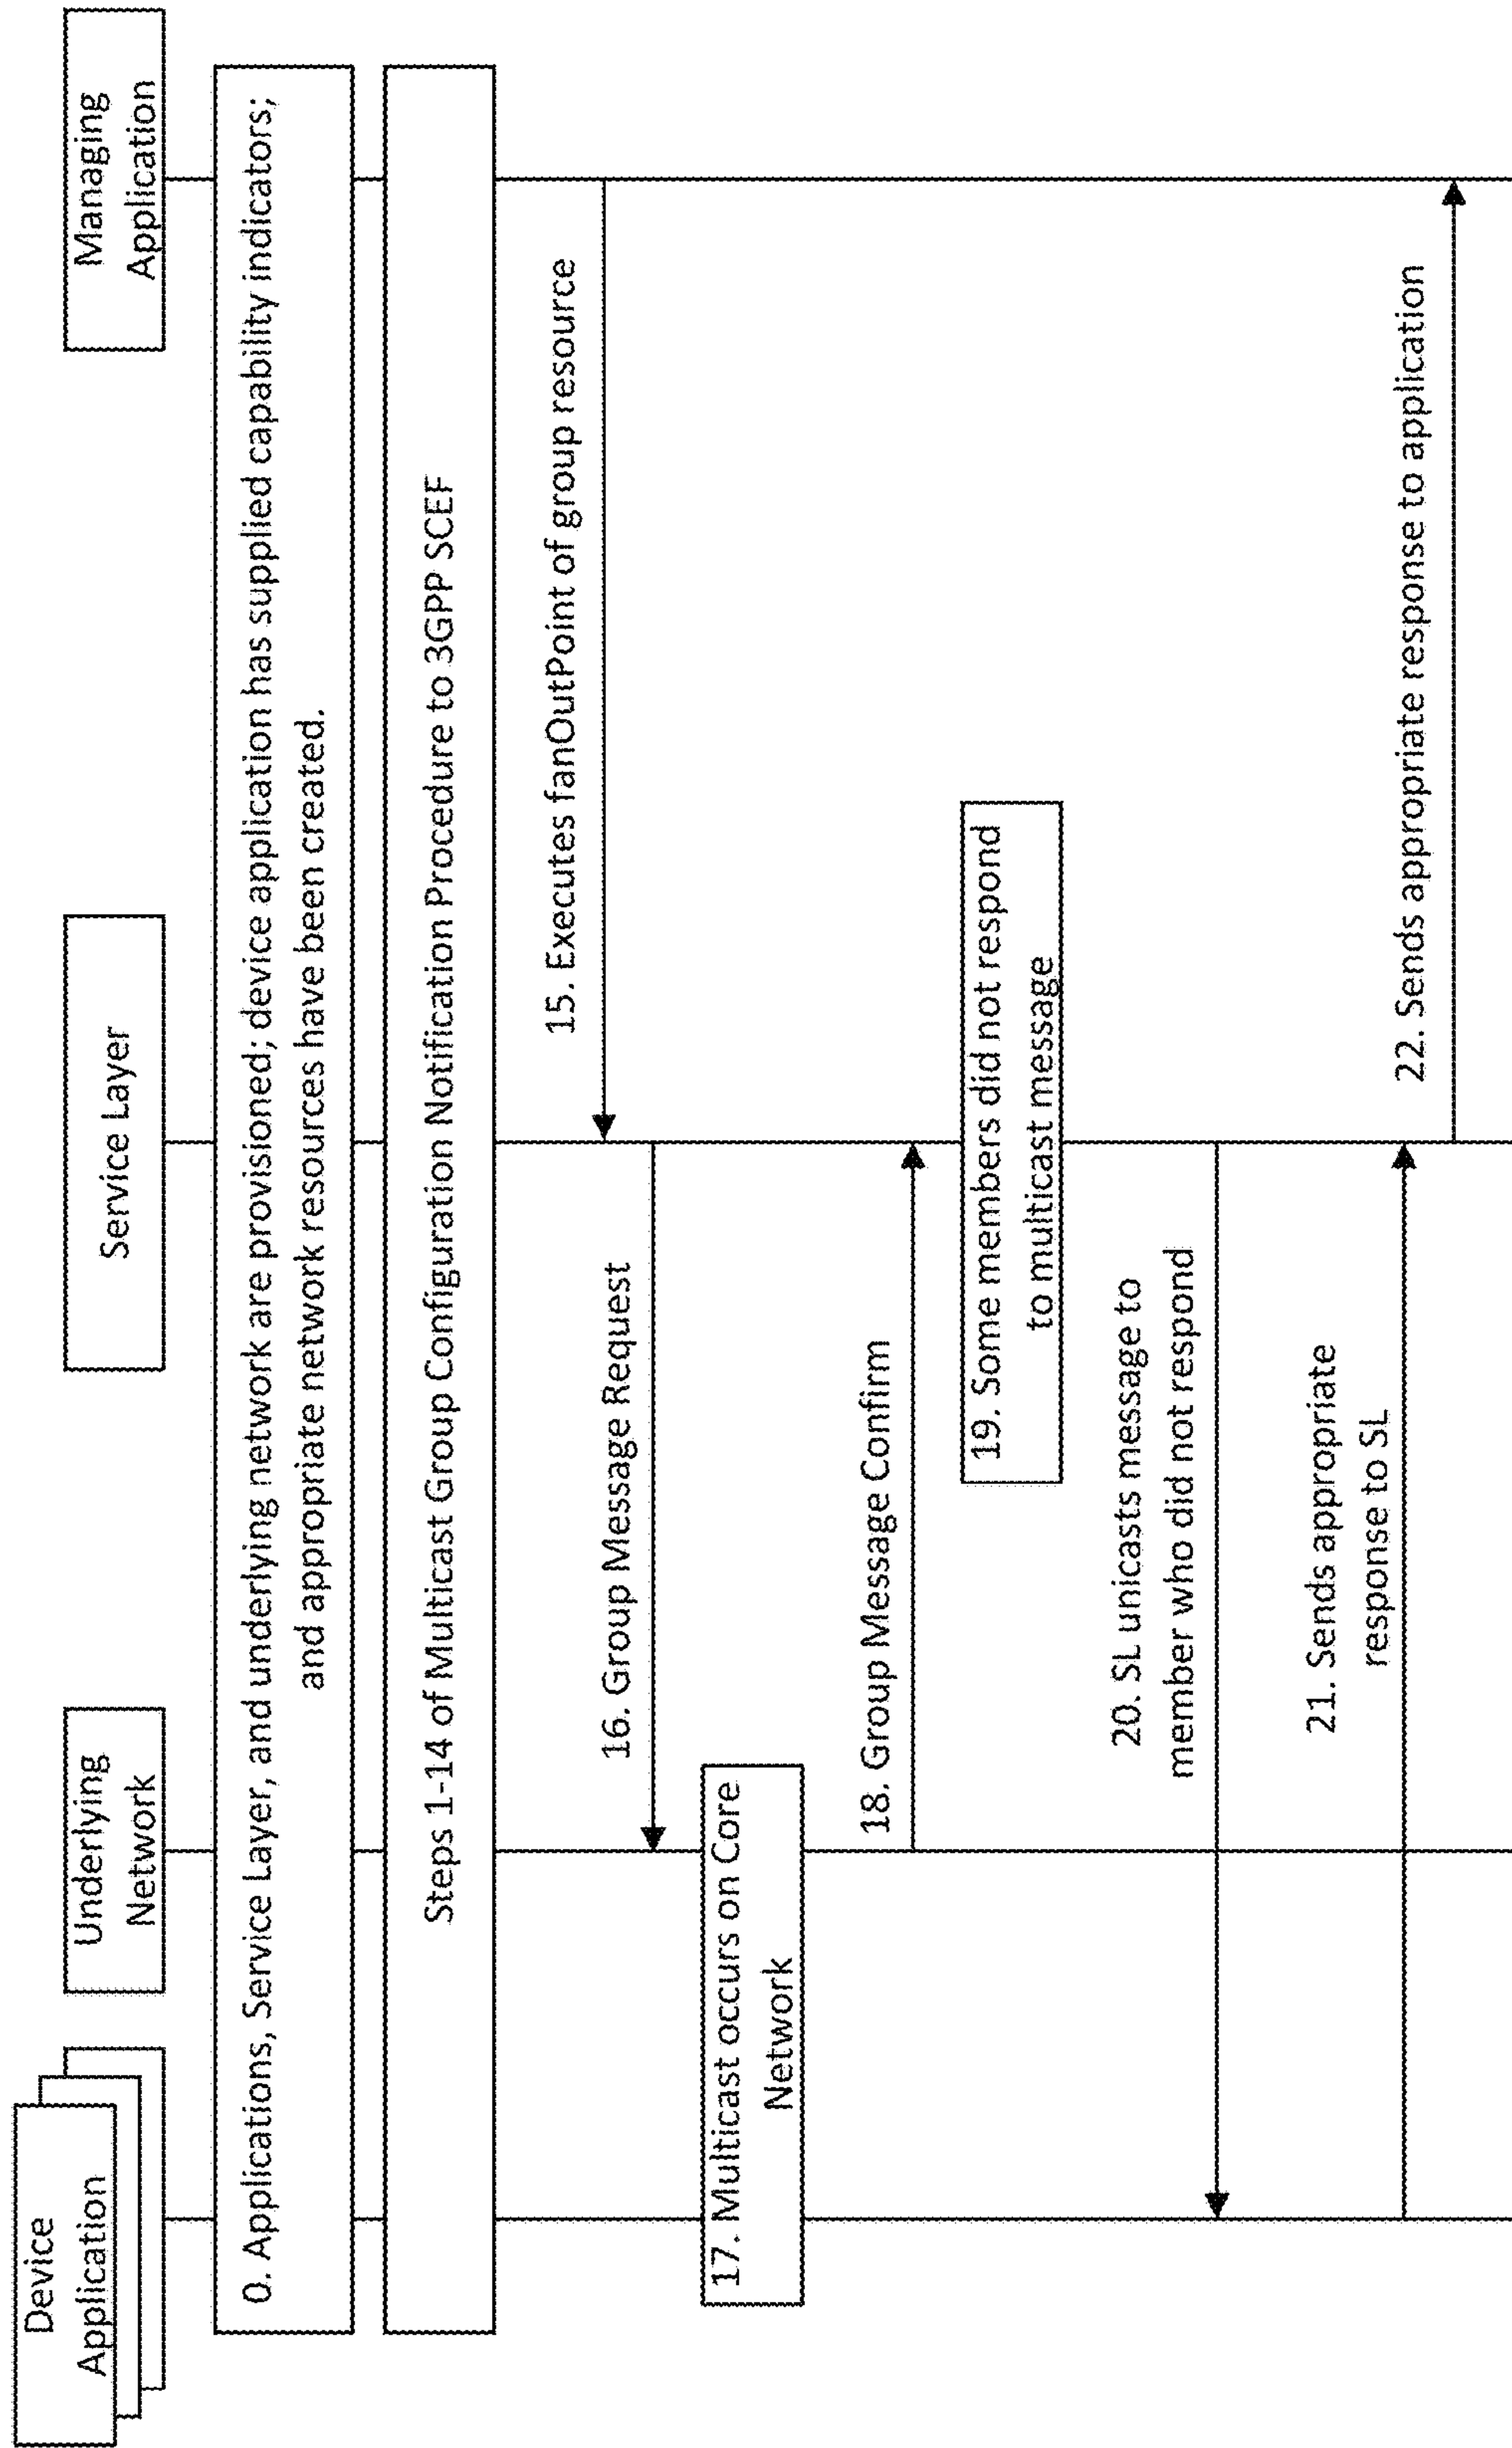 Device
Application
Underlying
Network
Service Layer
Managing
Application
0. Applications, Service Layer, and underlying network are provisioned; device application has supplied capability indicators;
and appropriate network resources have been created.
Steps 1-14 of Multicast Group Configuration Notification Procedure to 3GPP SCEF
15. Executes fanOutPoint of group resource
16. Group Message Request
17. Multicast occurs on Core
Network
18. Group Message Confirm
19. Some members did not respond
to multicast message
20. SL unicasts message to
member who did not respond
21. Sends appropriate
response to SL
22. Sends appropriate response to application